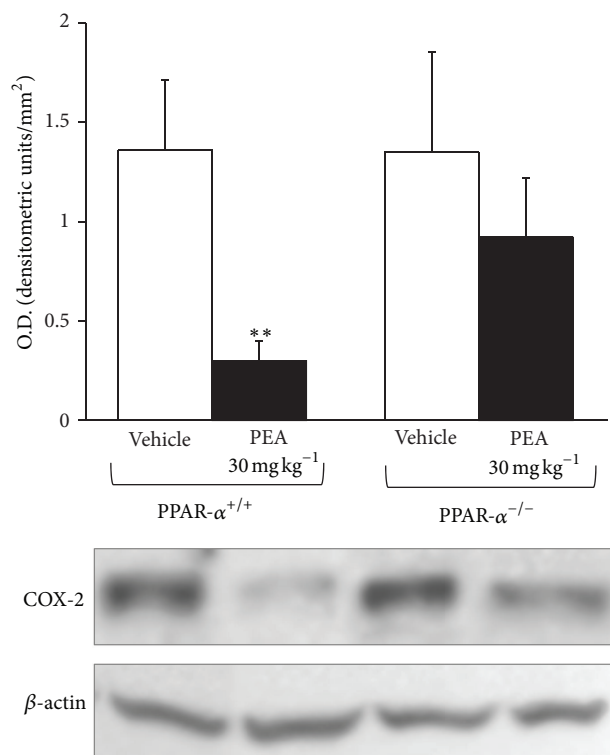 2
1.5
1
0.5
0
O.D. (densitometric units/mm²)
**
Vehicle PEA Vehicle PEA
30 mg kg⁻¹ 30 mg kg⁻¹
PPAR-α⁺/⁺ PPAR-α⁻/⁻
COX-2
β-actin